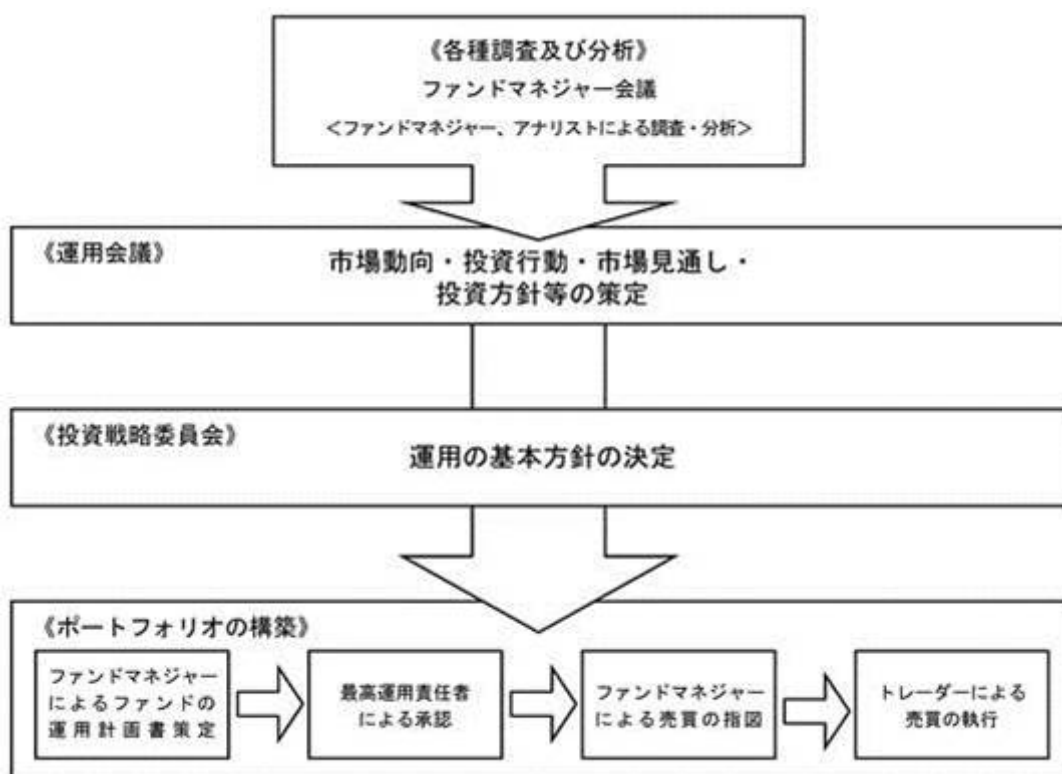 《各種調査及び分析》
ファンドマネジャー会議
＜ファンドマネジャー、アナリストによる調査・分析＞
《運用会議》
市場動向・投資行動・市場見通し・
投資方針等の策定
《投資戦略委員会》
運用の基本方針の決定
《ポートフォリオの構築》
ファンドマネジャー
によるファンドの
運用計画書策定
最高運用責任者
による承認
ファンドマネジャー
による売買の指図
トレーダーによる
売買の執行